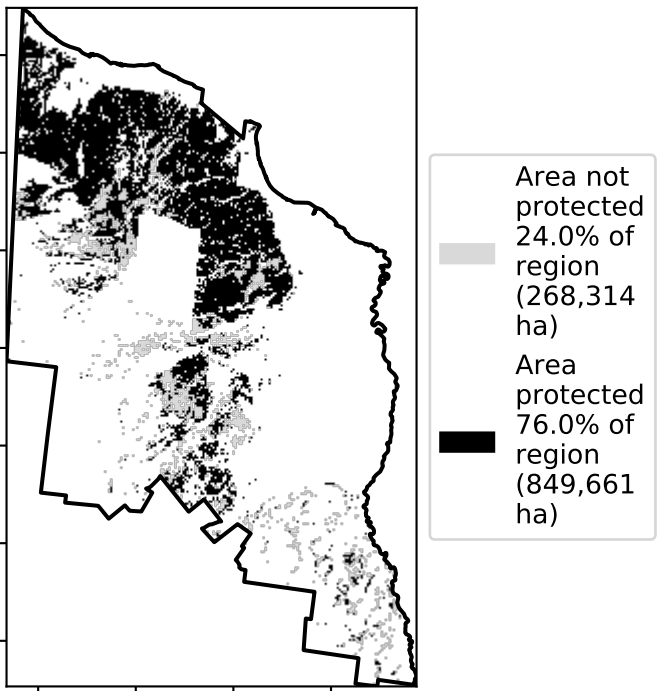 Area not
protected
24.0% of
region
(268,314
ha)
Area
protected
76.0% of
region
(849,661
ha)